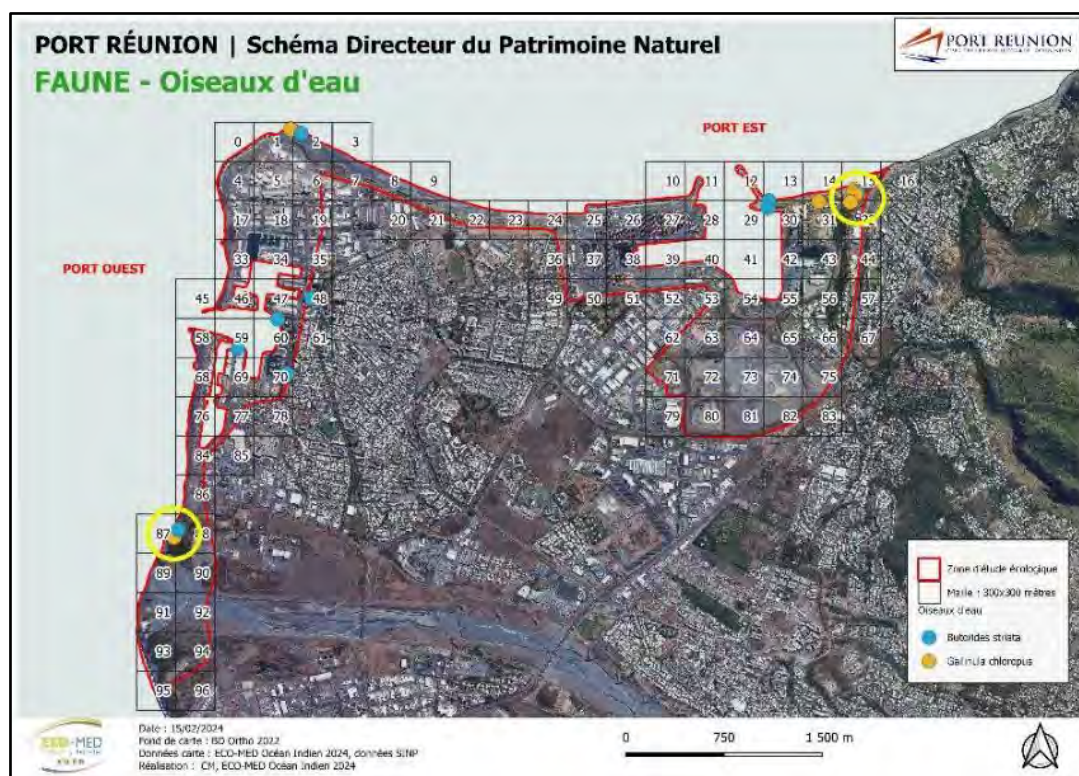 PORT RÉUNION | Schéma Directeur du Patrimoine Naturel
FAUNE - Oiseaux d'eau
PORT RÉUNION
PORT EST
PORT OUEST
0 1 2 3
4 5 6 7 8 9 10 11 12 13 14 15 16
17 18 19 20 21 22 23 24 25 26 27 28 29 30 31
33 34 35 36 37 38 39 40 41 42 43 44
45 46 47 48 49 50 51 52 53 54 55 56 57
58 59 60 61 62 63 64 65 66 67
68 69 70 71 72 73 74 75
76 77 78 79 80 81 82 83
84 85
86
87
89 90
91 92
93 94
95 96
Zone d'étude écologique
Maille : 300x300 mètres
Oiseaux d'eau
Butorides striata
Gallinula chloropus
ECO-MED
Date : 15/02/2024
Fond de carte : BD Ortho 2022
Données carte : ECO-MED Océan Indien 2024, données SINP
Réalisation : CM, ECO-MED Océan Indien 2024
0 750 1 500 m